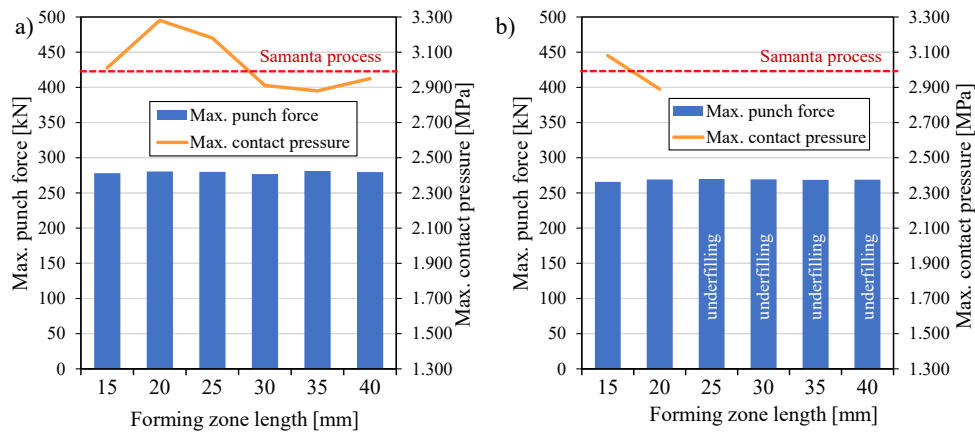 a)
Max. punch force [kN]
500
450
400
350
300
250
200
150
100
50
0
Samanta process
Max. punch force
Max. contact pressure
3.300
3.100
2.900
2.700
2.500
2.300
2.100
1.900
1.700
1.500
1.300
Max. contact pressure [MPa]
15 20 25 30 35 40
Forming zone length [mm]
b)
Max. punch force [kN]
500
450
400
350
300
250
200
150
100
50
0
Samanta process
Max. punch force
Max. contact pressure
underfilling
underfilling
underfilling
underfilling
3.300
3.100
2.900
2.700
2.500
2.300
2.100
1.900
1.700
1.500
1.300
Max. contact pressure [MPa]
15 20 25 30 35 40
Forming zone length [mm]